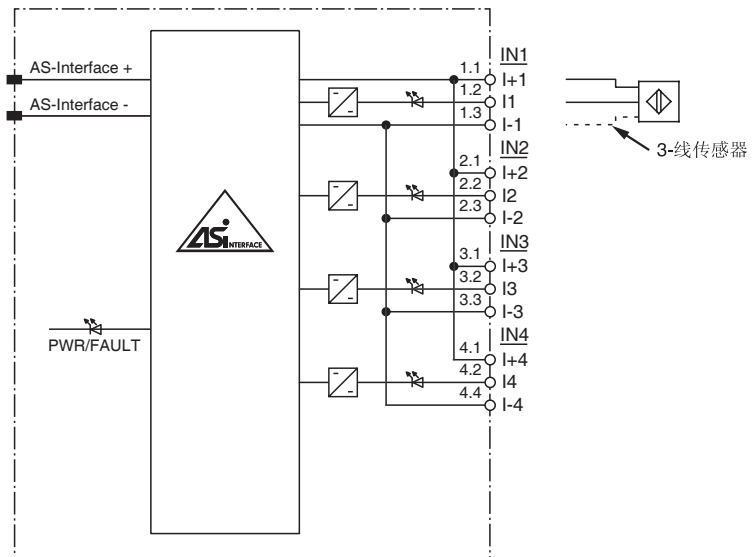 AS-Interface +
AS-Interface -
ASi INTERFACE
PWR/FAULT
IN1
1.1 I+1
1.2 I1
1.3 I-1
IN2
2.1 I+2
2.2 I2
2.3 I-2
IN3
3.1 I+3
3.2 I3
3.3 I-3
IN4
4.1 I+4
4.2 I4
4.4 I-4
3-线传感器